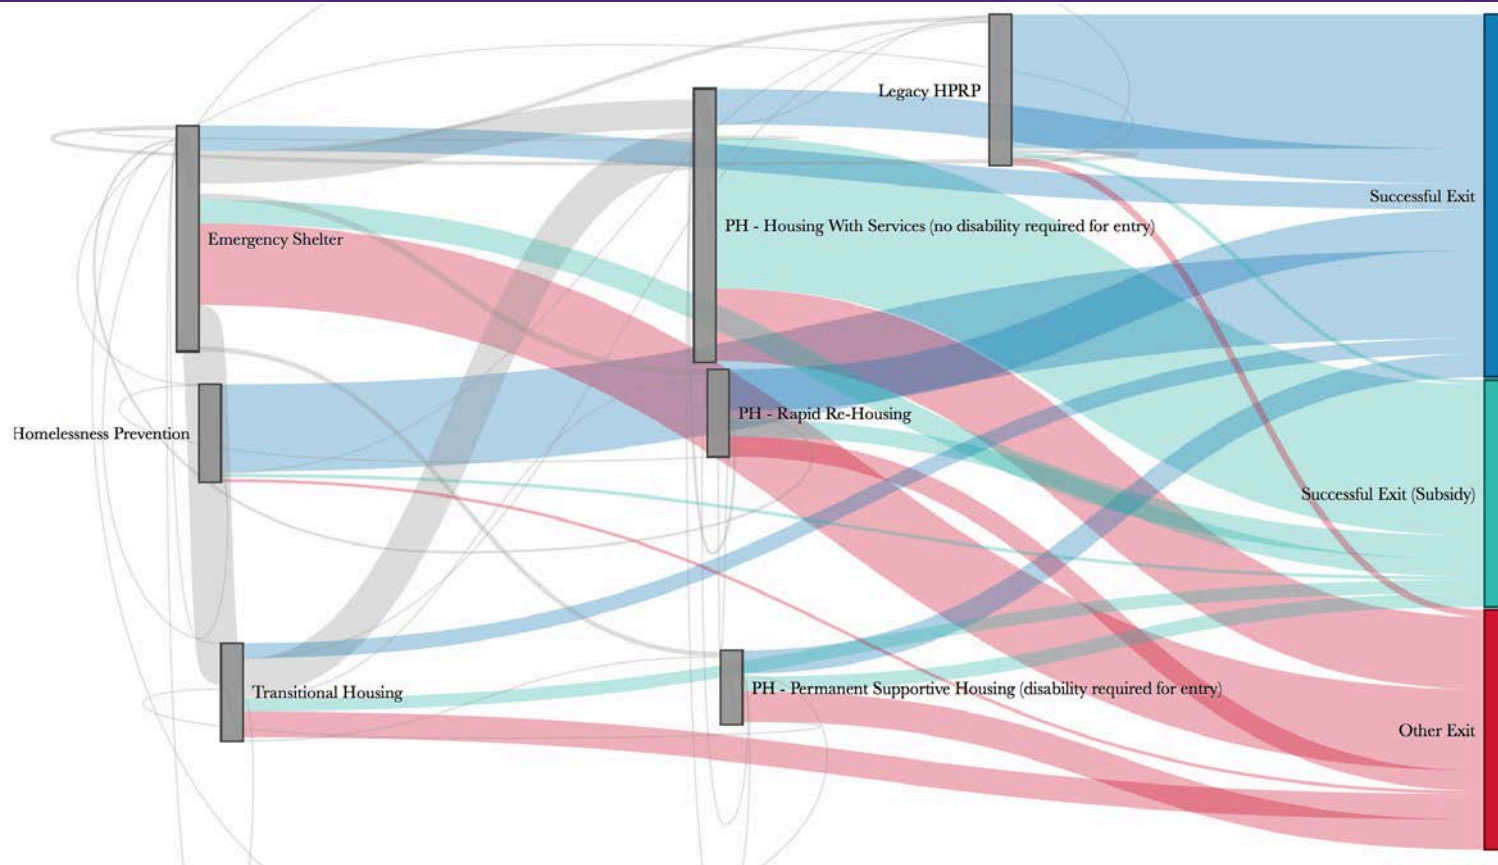 Legacy HPRP
Successful Exit
PH - Housing With Services (no disability required for entry)
Emergency Shelter
PH - Rapid Re-Housing
Homelessness Prevention
Successful Exit (Subsidy)
Transitional Housing
PH - Permanent Supportive Housing (disability required for entry)
Other Exit